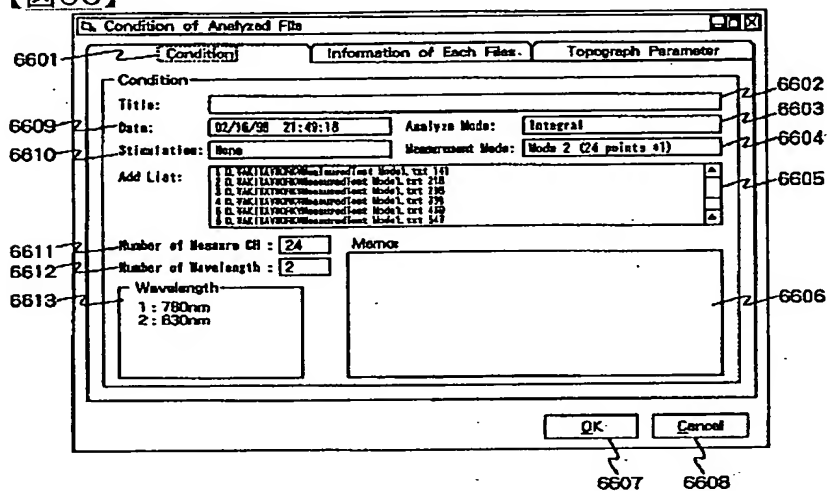 Condition of Analyzed File
Condition
Information of Each Files.
Topograph Parameter
6601
Condition
Title:
6602
6603
6609
Date:
02/16/98 21:49:18
Analyze Mode:
Integral
6604
6610
Stimulation:
None
Measurement Mode:
Mode 2 (24 points *1)
Add List:
6605
6611
Number of Measure CH :
24
Memo:
6612
Number of Wavelength :
2
6613
Wavelength
1 : 780nm
2 : 830nm
6606
OK
Cancel
6607
6608